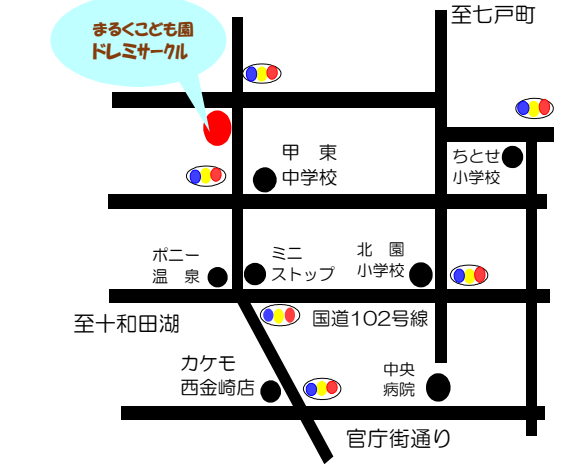 至七戸町
まるくこども園
ドレミサークル
甲　東
中学校
ちとせ
小学校
ポニー
温　泉
ミニ
ストップ
北　園
小学校
至十和田湖
国道102号線
カケモ
西金崎店
中央
病院
官庁街通り